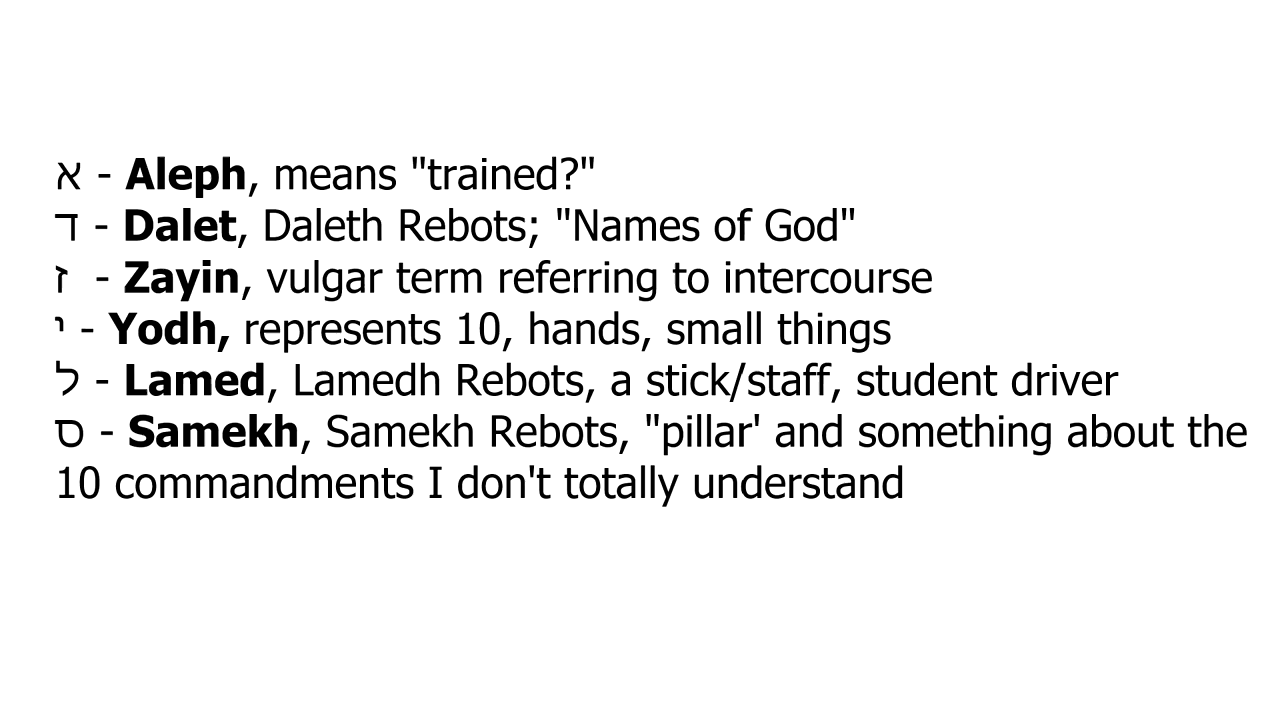 א - Aleph, means "trained?"
ד - Dalet, Daleth Rebots; "Names of God"
ז - Zayin, vulgar term referring to intercourse
י - Yodh, represents 10, hands, small things
ל - Lamed, Lamedh Rebots, a stick/staff, student driver
ס - Samekh, Samekh Rebots, "pillar' and something about the
10 commandments I don't totally understand